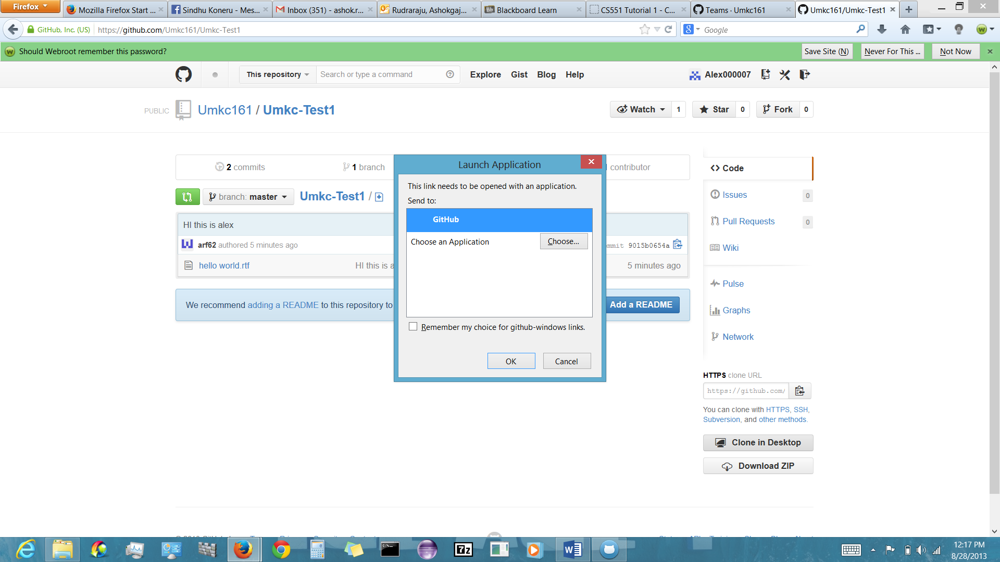 Firefox
Mozilla Firefox Start ...
Sindhu Koneru - Mes...
Inbox (351) - ashok.r...
Rudraraju, Ashokgaj...
Blackboard Learn
CS551 Tutorial 1 - C...
Teams · Umkc161
Umkc161/Umkc-Test1
GitHub, Inc. (US)
https://github.com/Umkc161/Umkc-Test1
Google
Should Webroot remember this password?
Save Site (N)
Never For This ...
Not Now
This repository
Search or type a command
Explore
Gist
Blog
Help
Alex000007
PUBLIC
Umkc161 / Umkc-Test1
Watch
1
Star
0
Fork
0
2 commits
1 branch
contributor
branch: master
Umkc-Test1 /
HI this is alex
arf62 authored 5 minutes ago
9015b0654a
hello world.rtf
HI this is a
5 minutes ago
We recommend adding a README to this repository to
Add a README
Launch Application
This link needs to be opened with an application.
Send to:
GitHub
Choose an Application
Choose...
Remember my choice for github-windows links.
OK
Cancel
Code
Issues
0
Pull Requests
0
Wiki
Pulse
Graphs
Network
HTTPS clone URL
https://github.com/
You can clone with HTTPS, SSH,
Subversion, and other methods.
Clone in Desktop
Download ZIP
7z
12:17 PM
8/28/2013